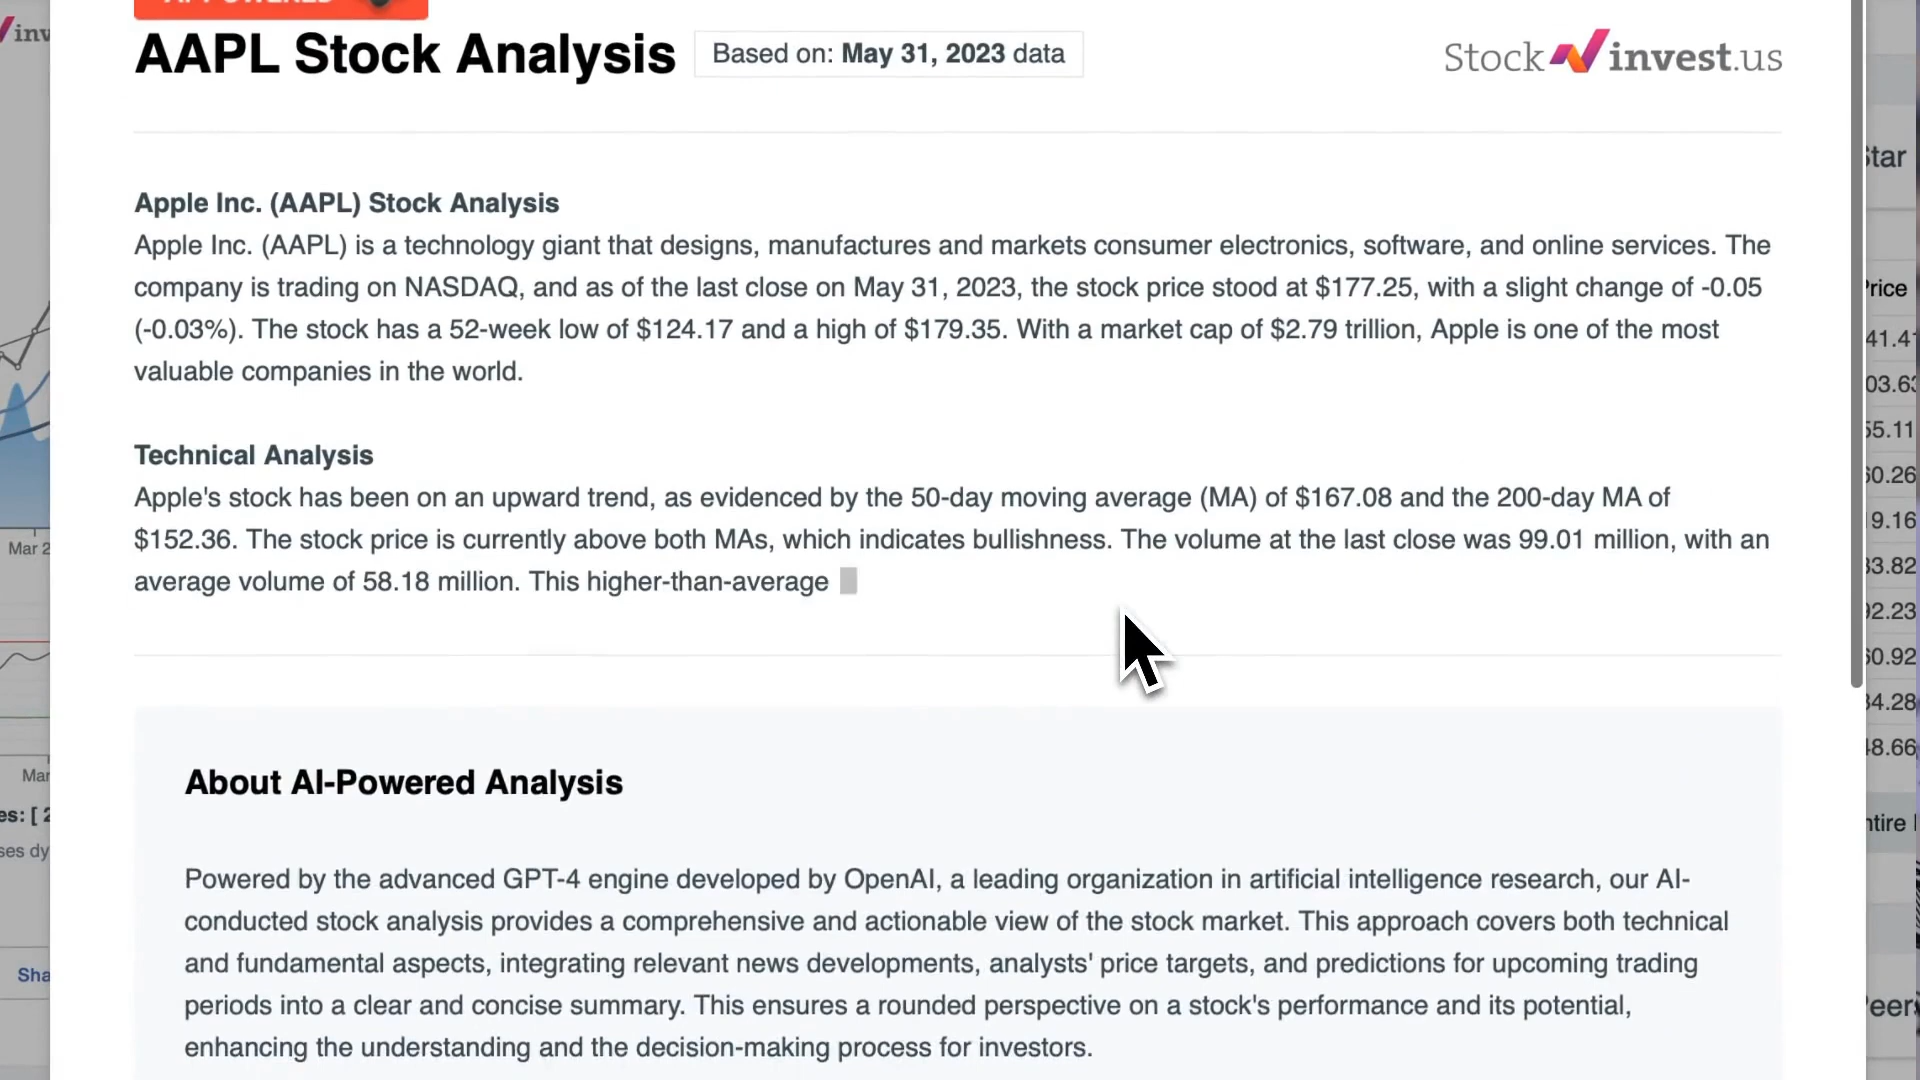 AAPL Stock Analysis
Based on: May 31, 2023 data
Stock invest.us
Apple Inc. (AAPL) Stock Analysis
Apple Inc. (AAPL) is a technology giant that designs, manufactures and markets consumer electronics, software, and online services. The
company is trading on NASDAQ, and as of the last close on May 31, 2023, the stock price stood at $177.25, with a slight change of -0.05
(-0.03%). The stock has a 52-week low of $124.17 and a high of $179.35. With a market cap of $2.79 trillion, Apple is one of the most
valuable companies in the world.
Technical Analysis
Apple's stock has been on an upward trend, as evidenced by the 50-day moving average (MA) of $167.08 and the 200-day MA of
$152.36. The stock price is currently above both MAs, which indicates bullishness. The volume at the last close was 99.01 million, with an
average volume of 58.18 million. This higher-than-average
About AI-Powered Analysis
Powered by the advanced GPT-4 engine developed by OpenAI, a leading organization in artificial intelligence research, our AI-
conducted stock analysis provides a comprehensive and actionable view of the stock market. This approach covers both technical
and fundamental aspects, integrating relevant news developments, analysts' price targets, and predictions for upcoming trading
periods into a clear and concise summary. This ensures a rounded perspective on a stock's performance and its potential,
enhancing the understanding and the decision-making process for investors.